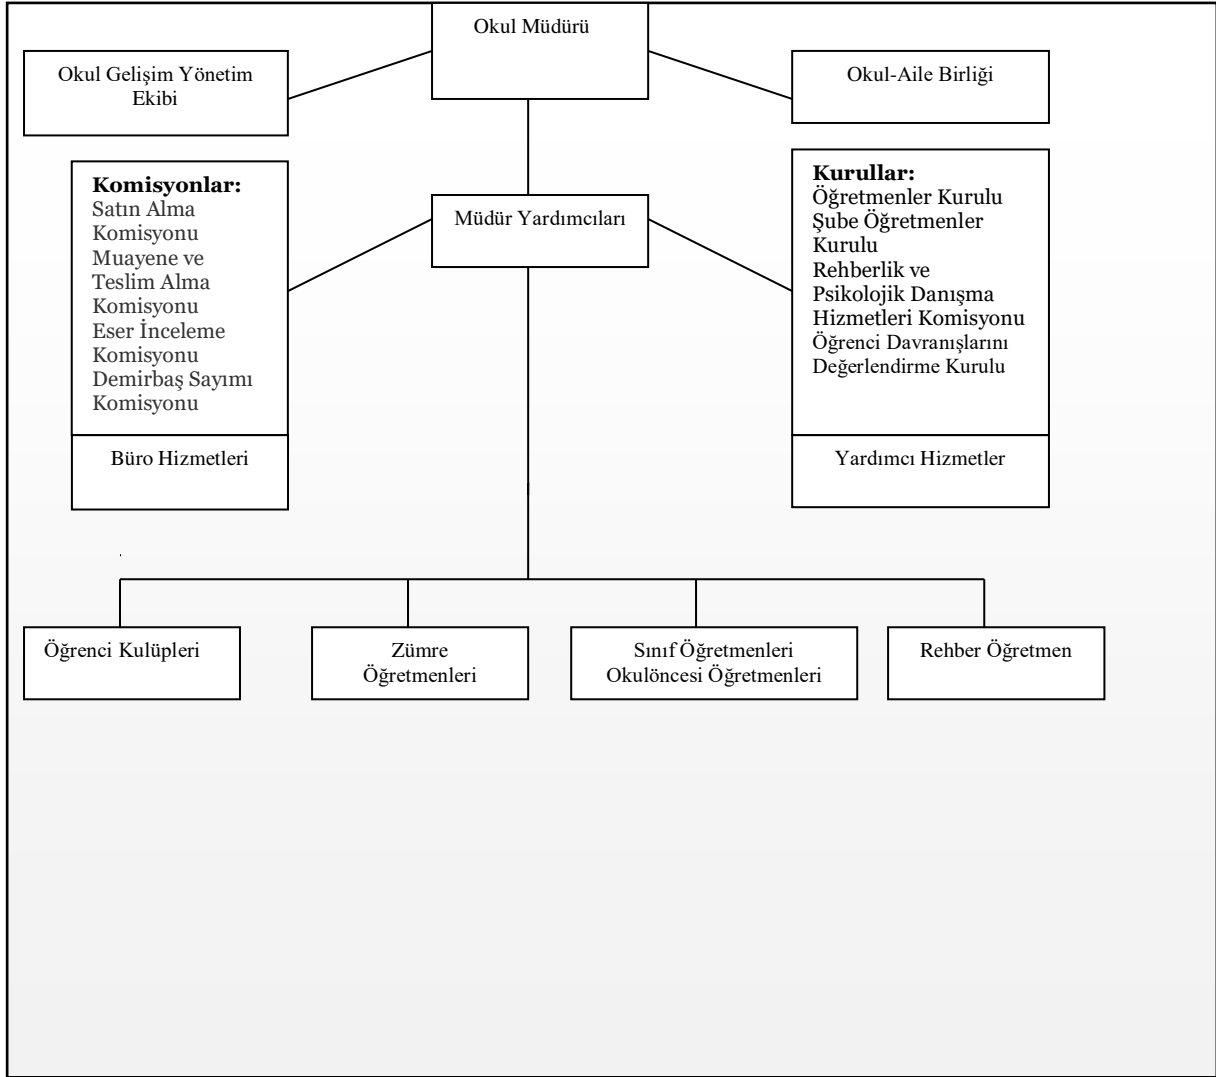 Okul Müdürü
Okul Gelişim Yönetim
Ekibi
Okul-Aile Birliği
Komisyonlar:
Satın Alma
Komisyonu
Muayene ve
Teslim Alma
Komisyonu
Eser İnceleme
Komisyonu
Demirbaş Sayımı
Komisyonu
Müdür Yardımcıları
Kurullar:
Öğretmenler Kurulu
Şube Öğretmenler
Kurulu
Rehberlik ve
Psikolojik Danışma
Hizmetleri Komisyonu
Öğrenci Davranışlarını
Değerlendirme Kurulu
Büro Hizmetleri
Yardımcı Hizmetler
Öğrenci Kulüpleri
Zümre
Öğretmenleri
Sınıf Öğretmenleri
Okulöncesi Öğretmenleri
Rehber Öğretmen